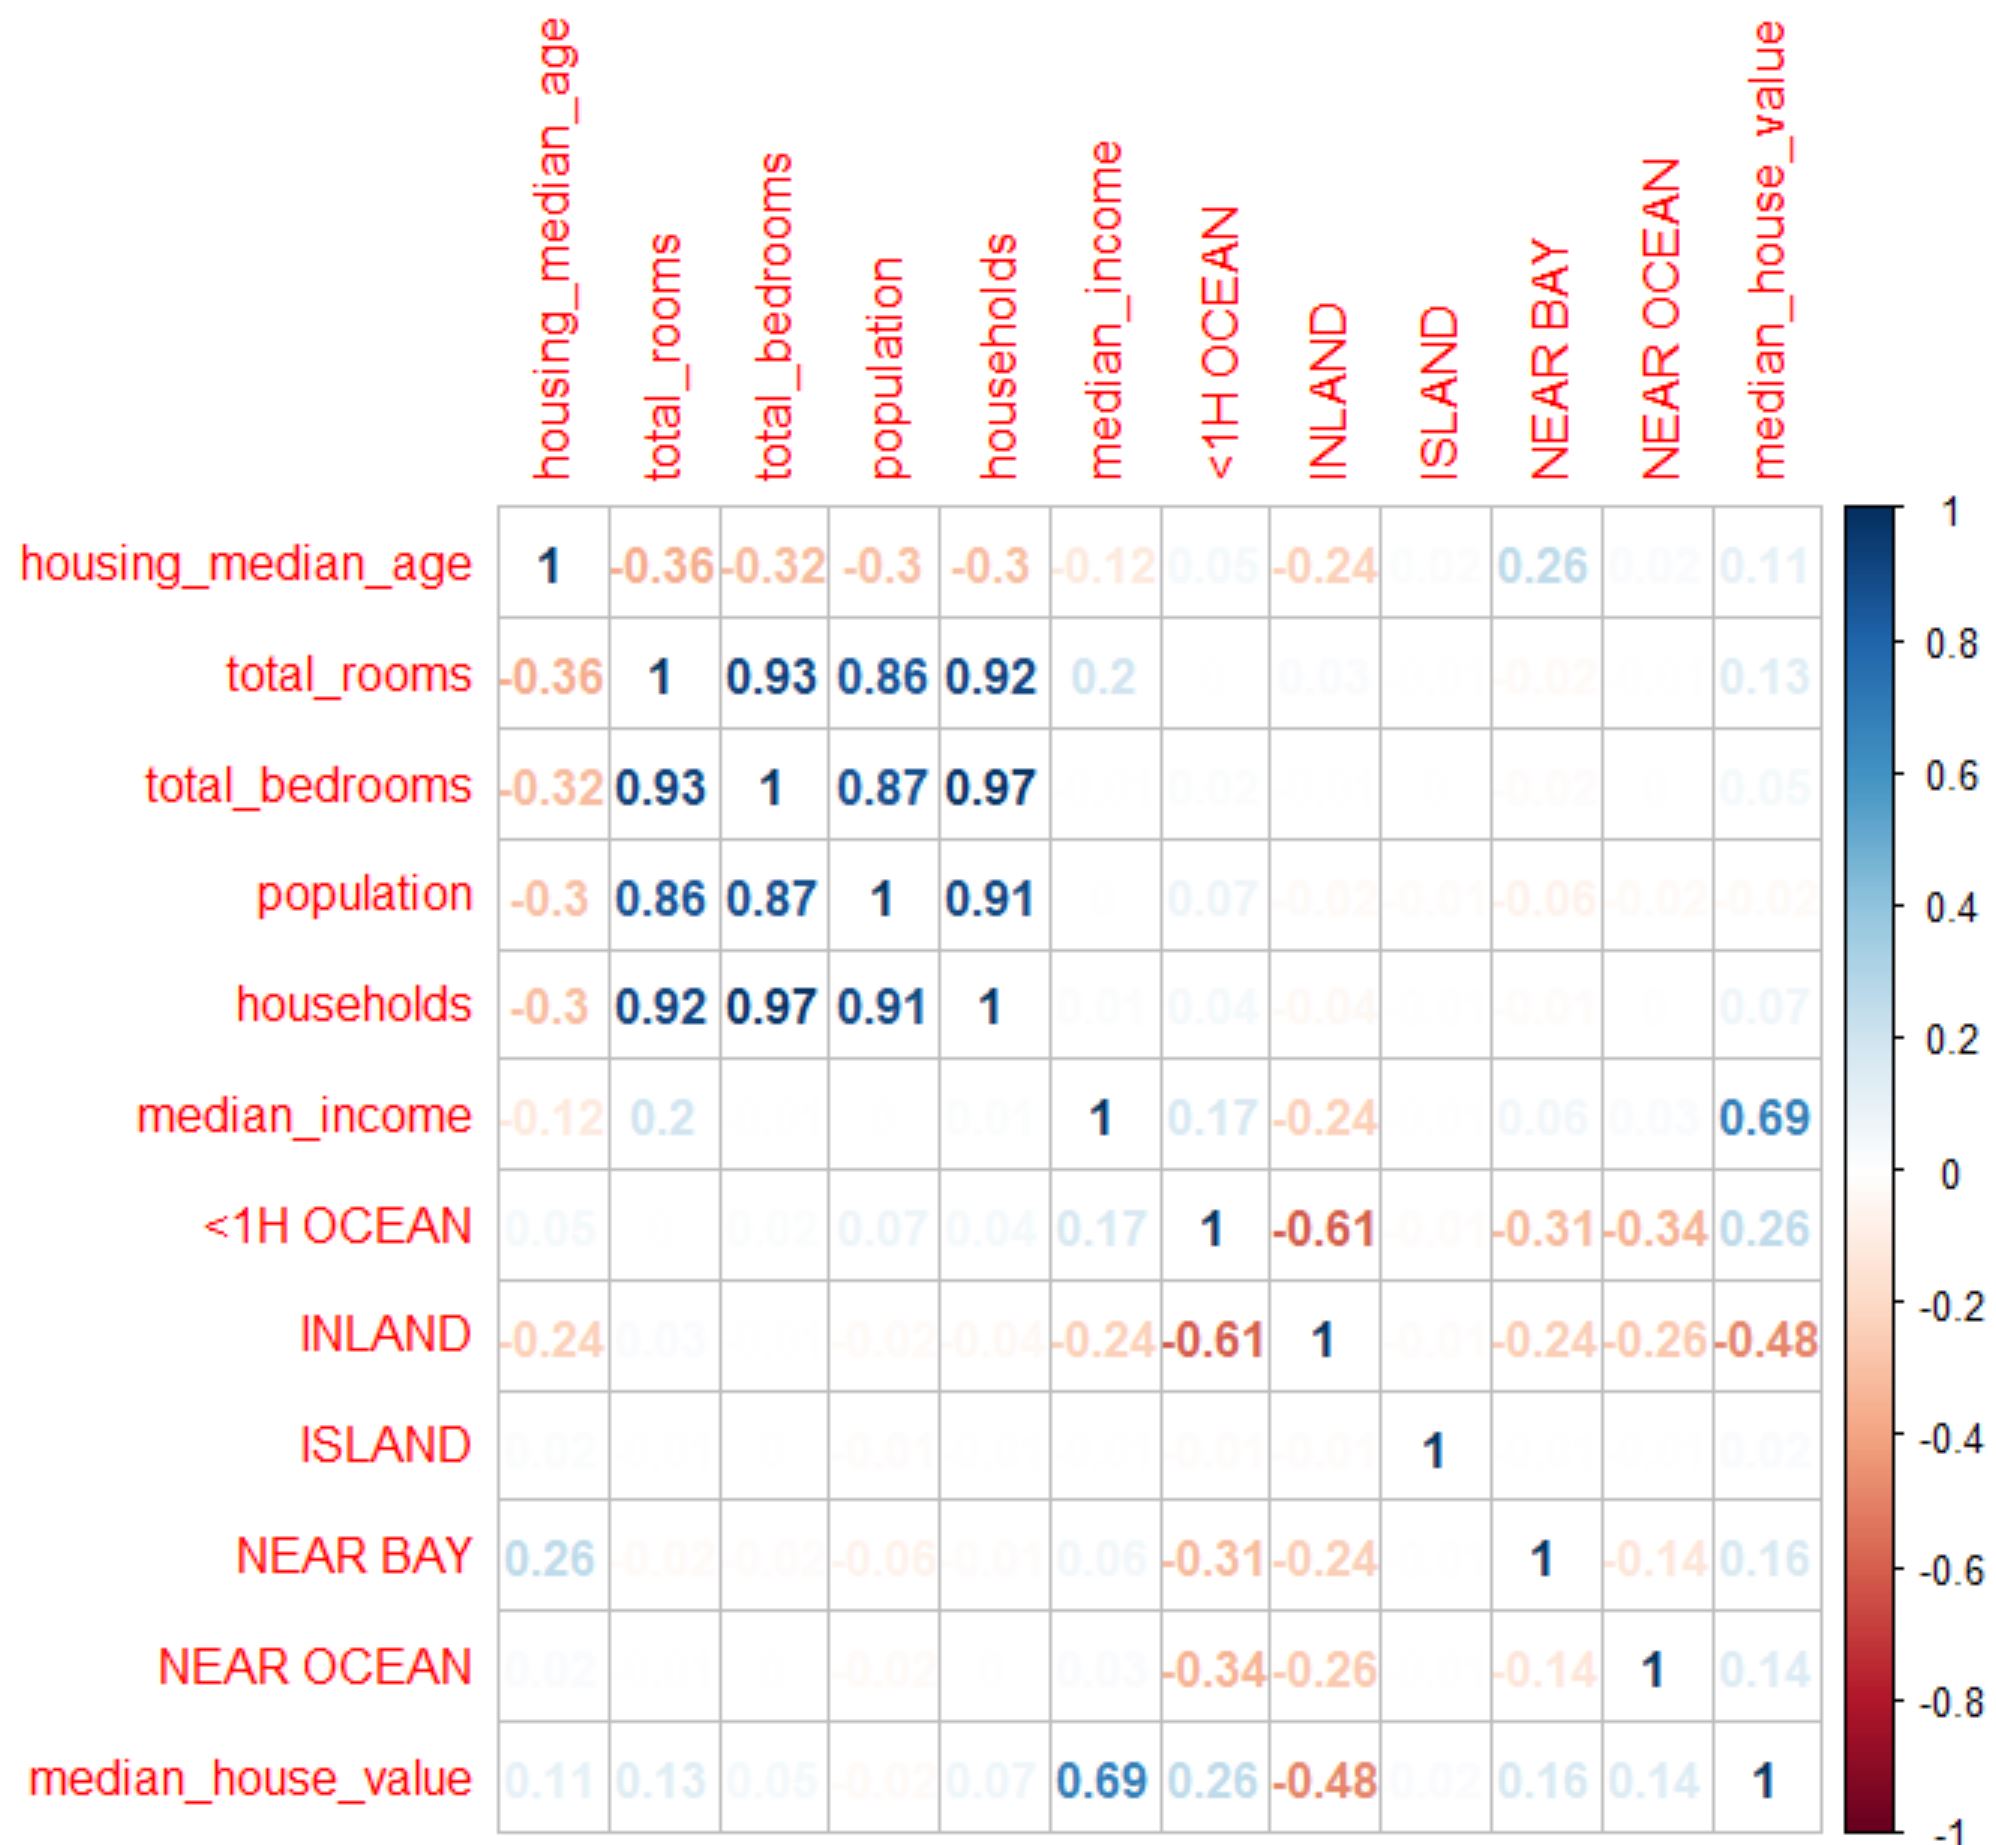 housing_median_age
total_rooms
total_bedrooms
population
households
median_income
<1H OCEAN
INLAND
ISLAND
NEAR BAY
NEAR OCEAN
median_house_value
housing_median_age 1 -0.36 -0.32 -0.3 -0.3 -0.12 0.05 -0.24 0.02 0.26 0.02 0.11
total_rooms -0.36 1 0.93 0.86 0.92 0.2 0 0.03 -0.01 -0.02 0.13
total_bedrooms -0.32 0.93 1 0.87 0.97 0.02 -0.02 0.05
population -0.3 0.86 0.87 1 0.91 0 0.07 -0.02 -0.01 -0.06 -0.02 -0.02
households -0.3 0.92 0.97 0.91 1 0.01 0.04 -0.04 -0.01 0.07
median_income -0.12 0.2 0.01 1 0.17 -0.24 0.06 0.03 0.69
<1H OCEAN 0.05 0.02 0.07 0.04 0.17 1 -0.61 -0.01 -0.31 -0.34 0.26
INLAND -0.24 0.03 -0.02 -0.04 -0.24 -0.61 1 -0.01 -0.24 -0.26 -0.48
ISLAND 0.02 -0.01 -0.01 -0.01 1 0.02
NEAR BAY 0.26 -0.02 -0.02 -0.06 -0.01 0.06 -0.31 -0.24 1 -0.14 0.16
NEAR OCEAN 0.02 -0.02 0.03 -0.34 -0.26 -0.14 1 0.14
median_house_value 0.11 0.13 0.05 -0.02 0.07 0.69 0.26 -0.48 0.02 0.16 0.14 1
1
0.8
0.6
0.4
0.2
0
-0.2
-0.4
-0.6
-0.8
-1